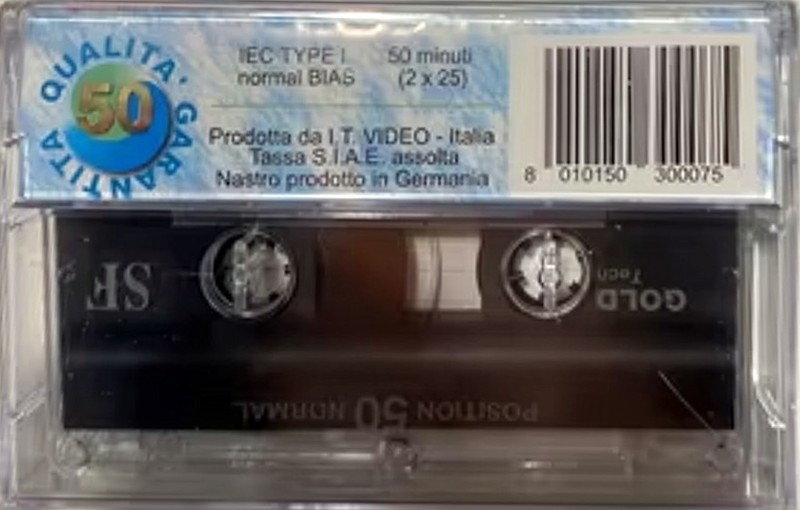 QUALITA' GARANTITA
50
IEC TYPE I 50 minuti
normal BIAS (2 x 25)
Prodotta da I.T. VIDEO - Italia
Tassa S.I.A.E. assolta
Nastro prodotto in Germania
8 010150 300075
SF
GOLD
Tech
POSITION 50 NORMAL